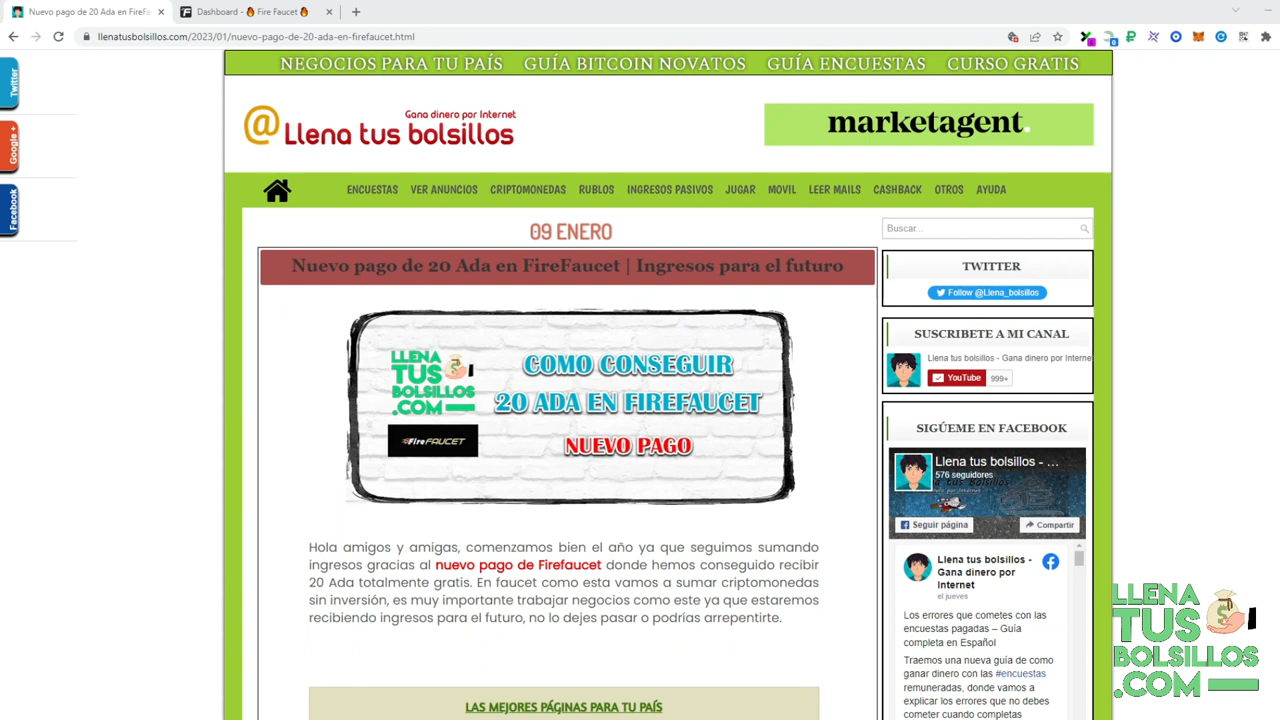 Nuevo pago de 20 Ada en FireF
Dashboard - 🔥 Fire Faucet 🔥
llenatusbolsillos.com/2023/01/nuevo-pago-de-20-ada-en-firefaucet.html
NEGOCIOS PARA TU PAÍS GUÍA BITCOIN NOVATOS GUÍA ENCUESTAS CURSO GRATIS
Twitter
Google +
Facebook
Gana dinero por Internet
@Llena tus bolsillos
marketagent.
ENCUESTAS VER ANUNCIOS CRIPTOMONEDAS RUBLOS INGRESOS PASIVOS JUGAR MOVIL LEER MAILS CASHBACK OTROS AYUDA
09 ENERO
Nuevo pago de 20 Ada en FireFaucet | Ingresos para el futuro
LLENA
TUS
BOLSILLOS
.COM
FireFAUCET
COMO CONSEGUIR
20 ADA EN FIREFAUCET
NUEVO PAGO
Hola amigos y amigas, comenzamos bien el año ya que seguimos sumando
ingresos gracias al nuevo pago de Firefaucet donde hemos conseguido recibir
20 Ada totalmente gratis. En faucet como esta vamos a sumar criptomonedas
sin inversión, es muy importante trabajar negocios como este ya que estaremos
recibiendo ingresos para el futuro, no lo dejes pasar o podrías arrepentirte.
LAS MEJORES PÁGINAS PARA TU PAÍS
Buscar...
TWITTER
Follow @Llena_bolsillos
SUSCRIBETE A MI CANAL
Llena tus bolsillos - Gana dinero por Interne
YouTube 999+
SIGÚEME EN FACEBOOK
Llena tus bolsillos - ...
576 seguidores
Seguir página
Compartir
Llena tus bolsillos -
Gana dinero por
Internet
el jueves
Los errores que cometes con las
encuestas pagadas – Guía
completa en Español
Traemos una nueva guía de como
ganar dinero con las #encuestas
remuneradas, donde vamos a
explicar los errores que no debes
cometer cuando completas
LLENA
TUS
BOLSILLOS
.COM